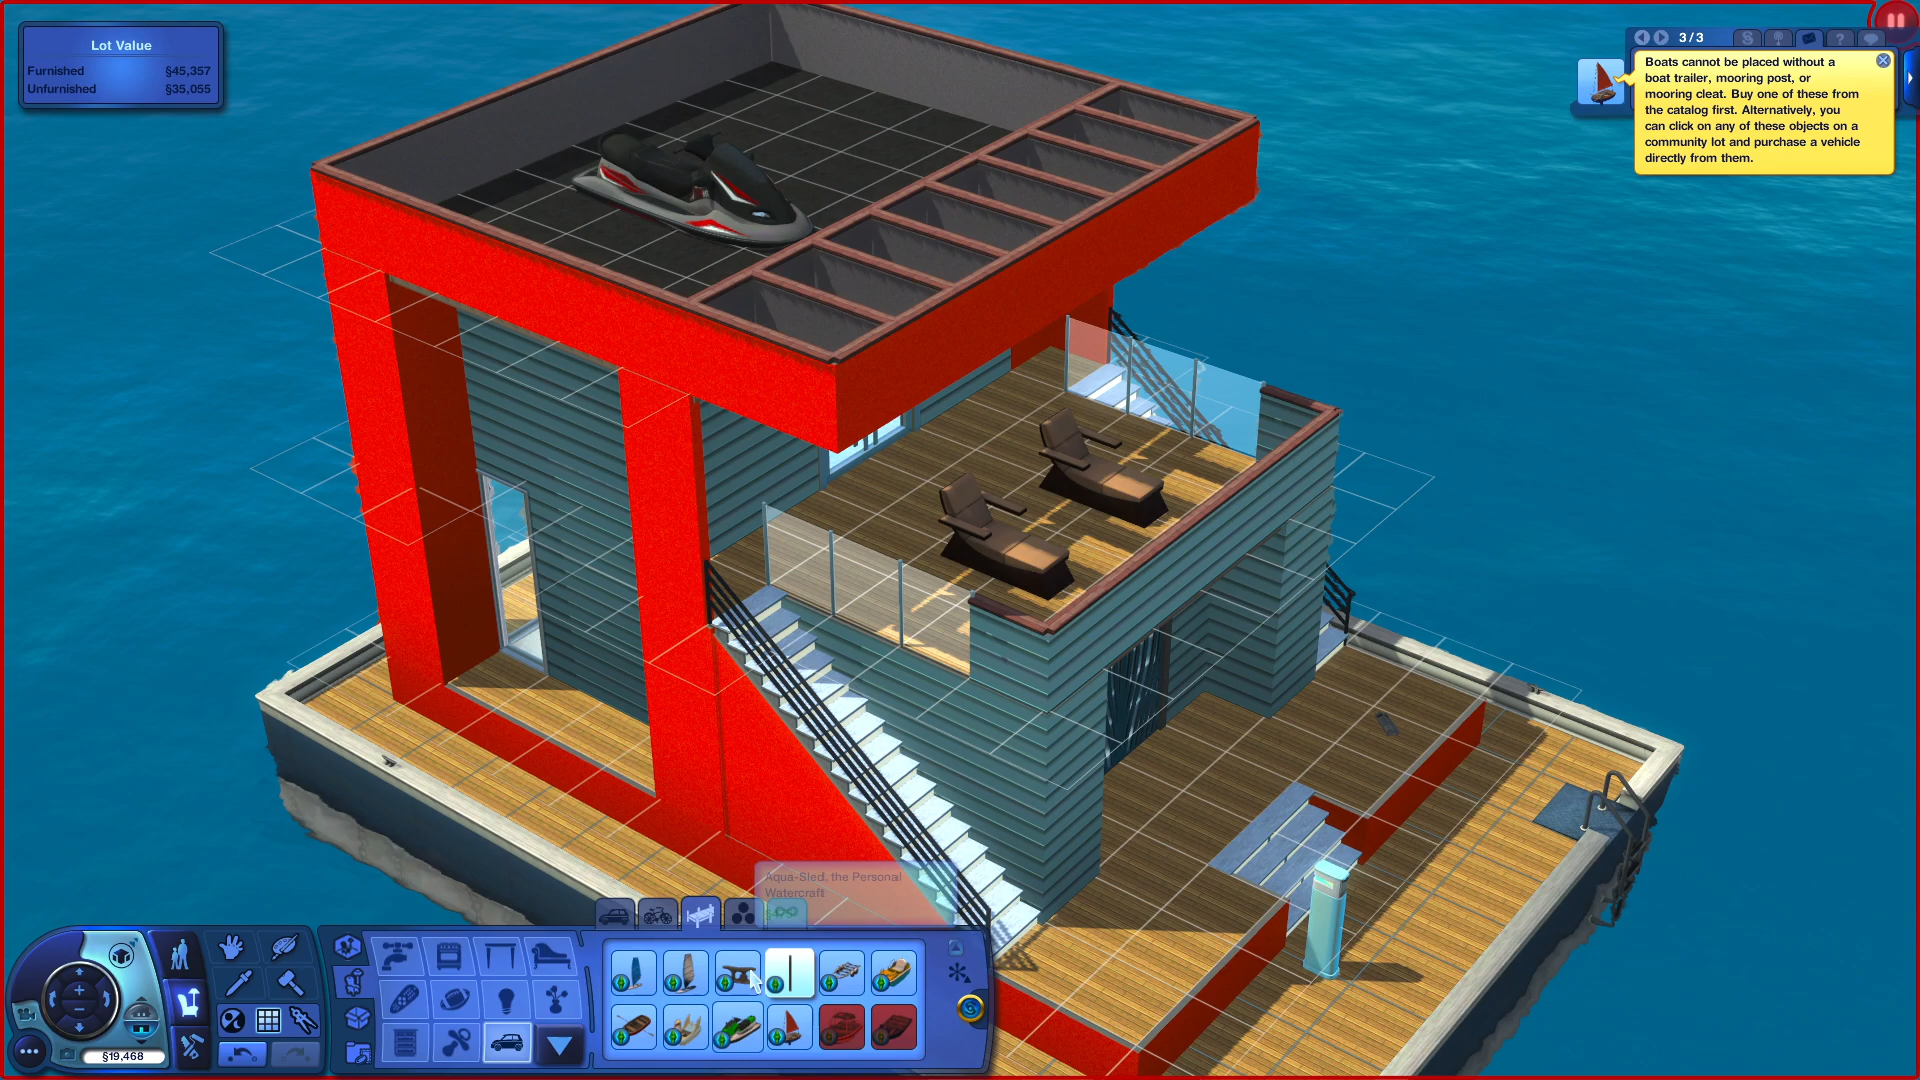 Lot Value
Furnished §45,357
Unfurnished §35,055
3/3
Boats cannot be placed without a
boat trailer, mooring post, or
mooring cleat. Buy one of these from
the catalog first. Alternatively, you
can click on any of these objects on a
community lot and purchase a vehicle
directly from them.
Aqua-Sled, the Personal
Watercraft
§19,468